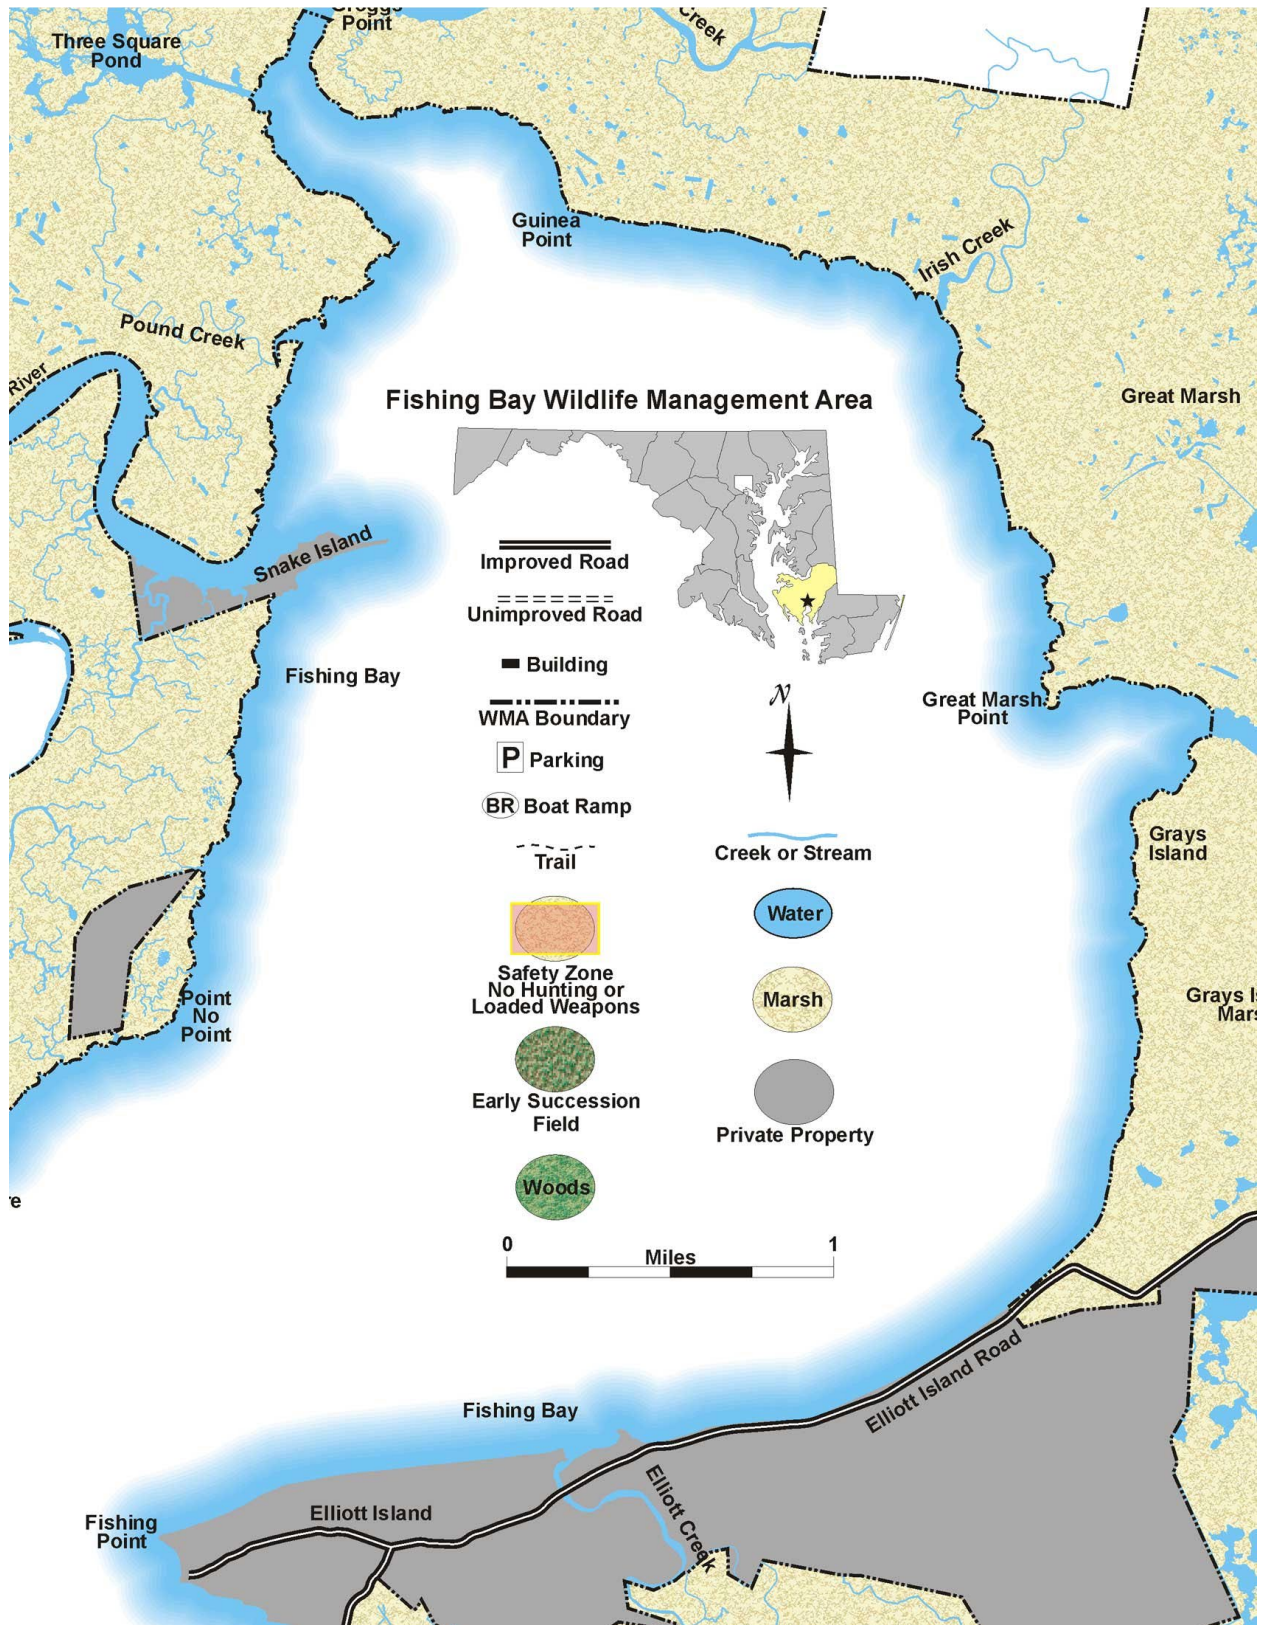 Point
Creek
Three Square
Pond
Guinea
Point
Irish Creek
Pound Creek
River
Great Marsh
Fishing Bay Wildlife Management Area
Snake Island
Improved Road
Unimproved Road
Building
Fishing Bay
WMA Boundary
N
Great Marsh
Point
P Parking
BR Boat Ramp
Trail
Creek or Stream
Grays
Island
Water
Safety Zone
No Hunting or
Loaded Weapons
Marsh
Point
No
Point
Grays
Early Succession
Field
Private Property
Woods
re
0 1
Miles
Elliott Island Road
Fishing Bay
Elliott Creek
Elliott Island
Fishing
Point